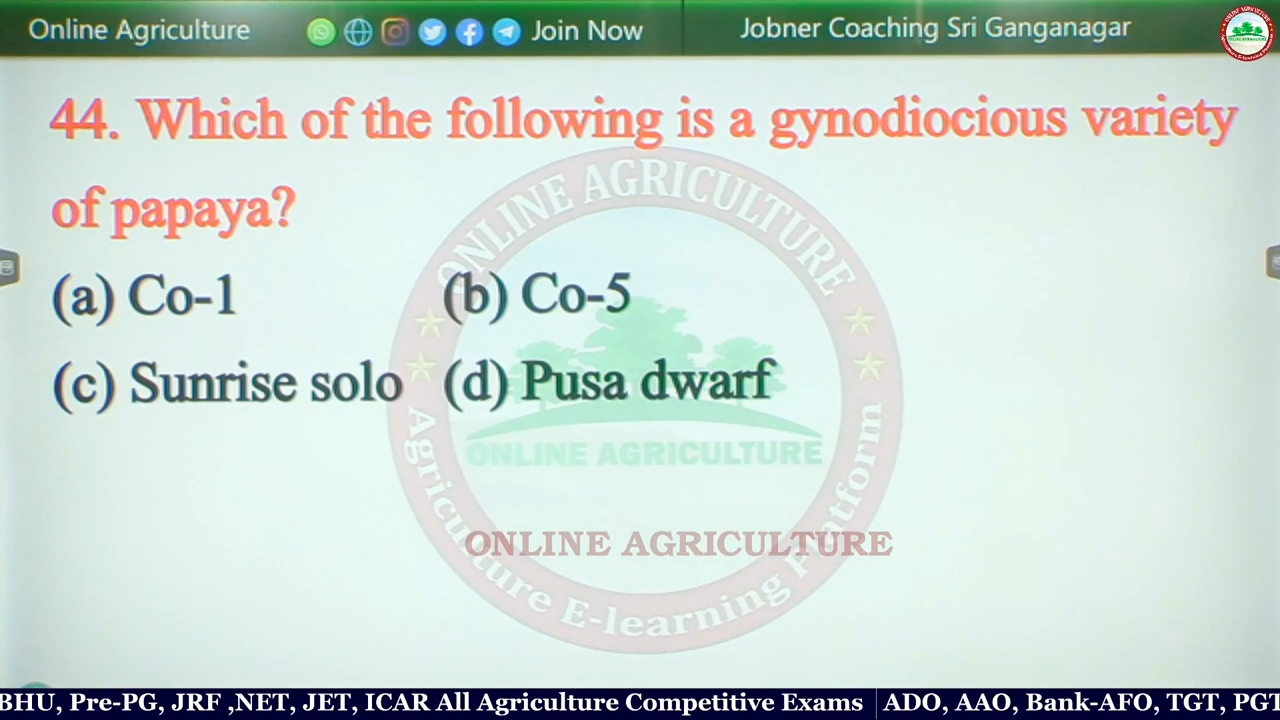 Online Agriculture
Join Now
Jobner Coaching Sri Ganganagar
44. Which of the following is a gynodiocious variety
of papaya?
(a) Co-1 (b) Co-5
(c) Sunrise solo (d) Pusa dwarf
ONLINE AGRICULTURE
ONLINE AGRICULTURE
Agriculture E-learning Platform
ONLINE AGRICULTURE
BHU, Pre-PG, JRF ,NET, JET, ICAR All Agriculture Competitive Exams ADO, AAO, Bank-AFO, TGT, PGT